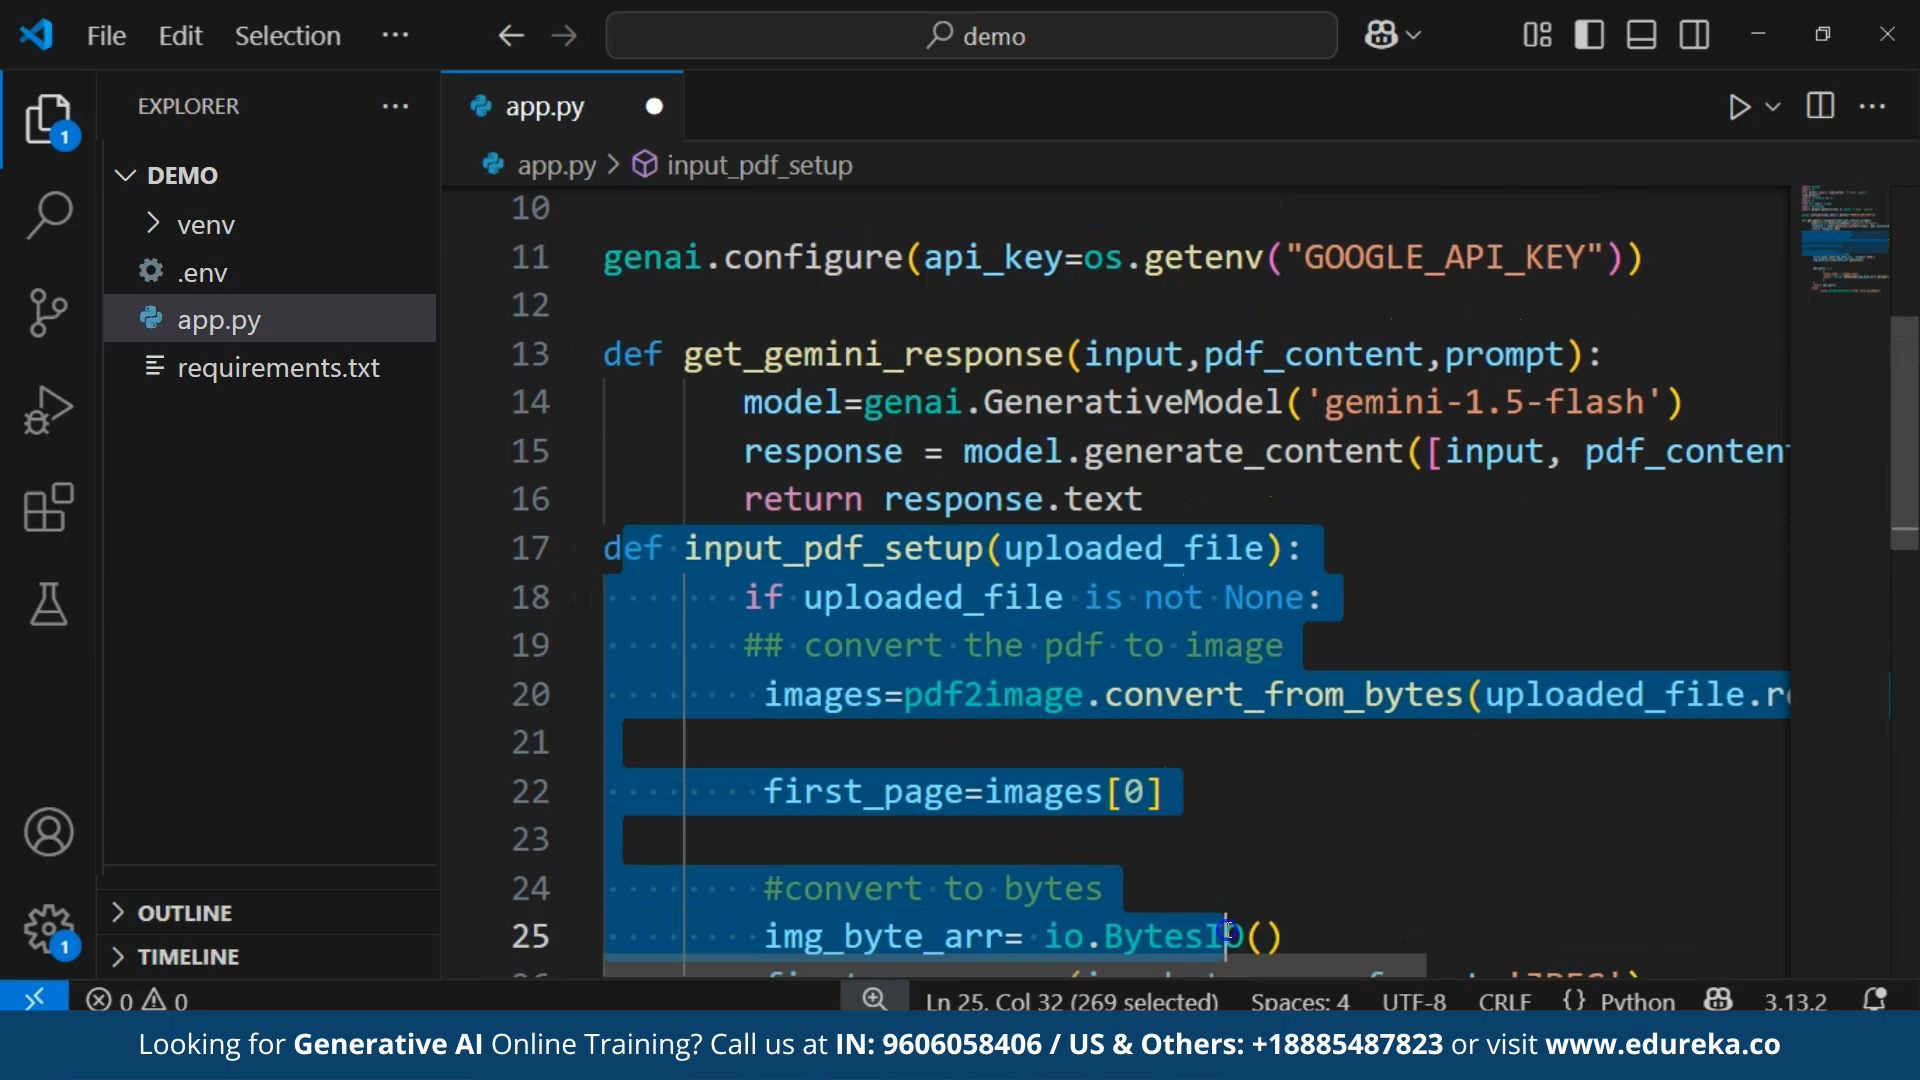 File Edit Selection ··· demo
EXPLORER ···
app.py
app.py > input_pdf_setup
DEMO
venv
.env
app.py
requirements.txt
OUTLINE
TIMELINE
1
1
10
11 genai.configure(api_key=os.getenv("GOOGLE_API_KEY"))
12
13 def get_gemini_response(input,pdf_content,prompt):
14 model=genai.GenerativeModel('gemini-1.5-flash')
15 response = model.generate_content([input, pdf_conten
16 return response.text
17 def input_pdf_setup(uploaded_file):
18 if uploaded_file is not None:
19 ## convert the pdf to image
20 images=pdf2image.convert_from_bytes(uploaded_file.r
21
22 first_page=images[0]
23
24 #convert to bytes
25 img_byte_arr= io.BytesIO()
0 0 Ln 25, Col 32 (269 selected) Spaces: 4 UTF-8 CRLF {} Python 3.13.2
Looking for Generative AI Online Training? Call us at IN: 9606058406 / US & Others: +18885487823 or visit www.edureka.co